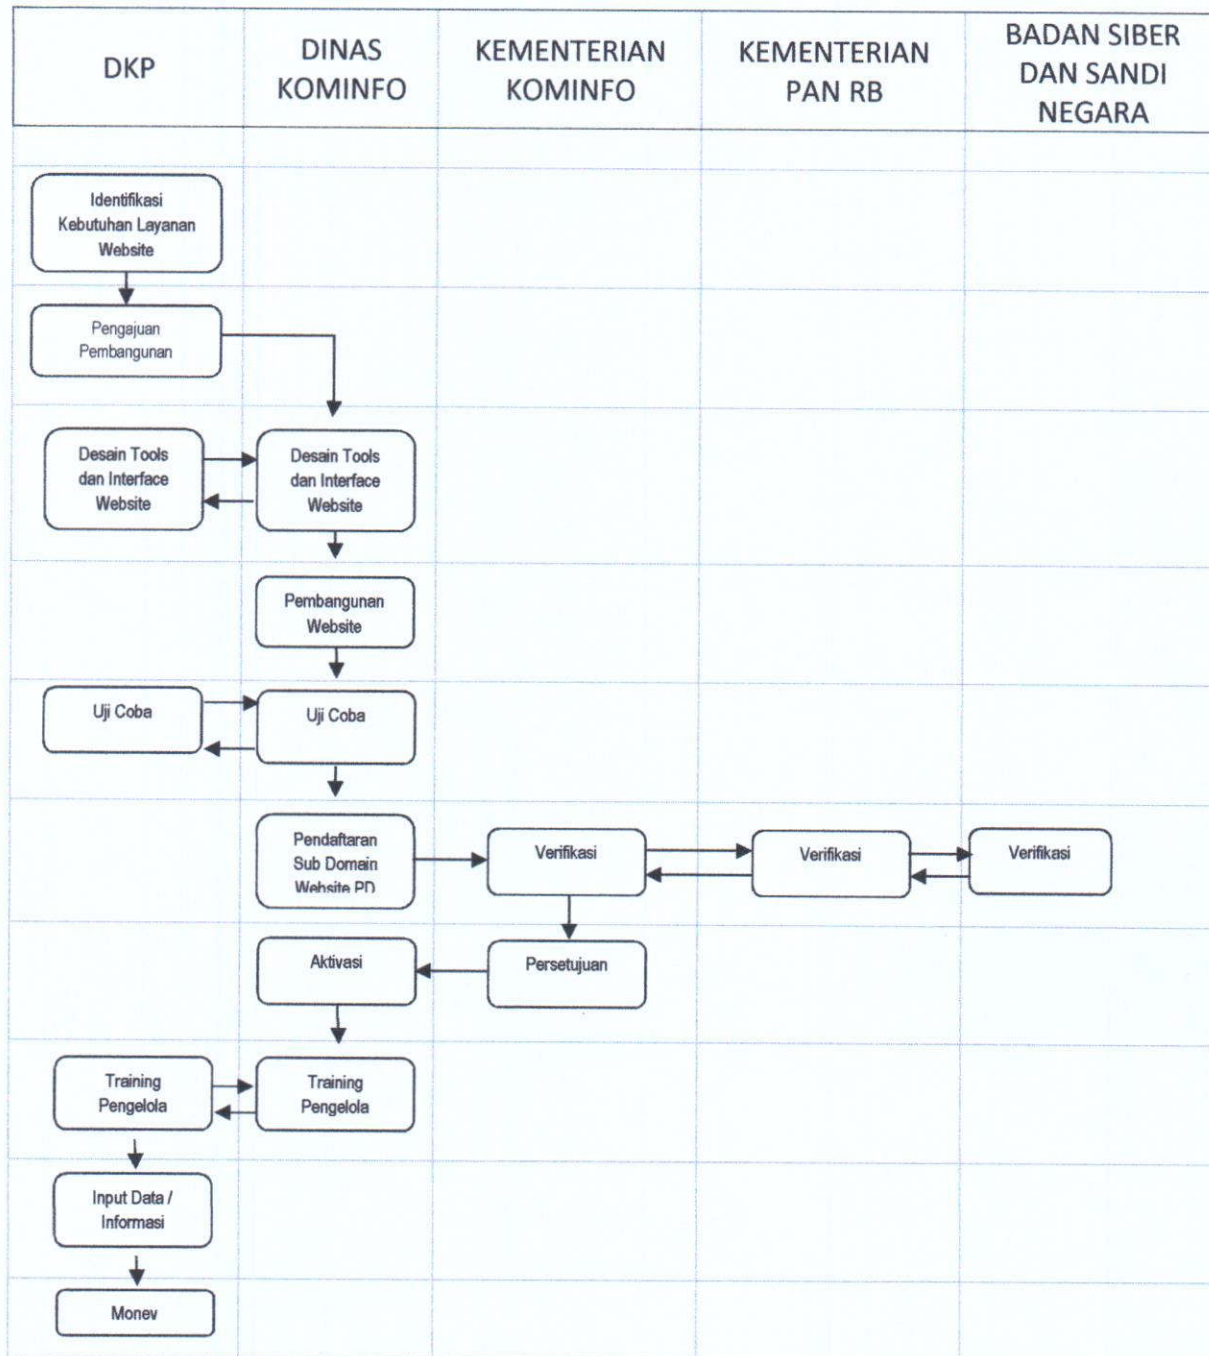 DKP
DINAS
KOMINFO
KEMENTERIAN
KOMINFO
KEMENTERIAN
PAN RB
BADAN SIBER
DAN SANDI
NEGARA
Identifikasi
Kebutuhan Layanan
Website
Pengajuan
Pembangunan
Desain Tools
dan Interface
Website
Desain Tools
dan Interface
Website
Pembangunan
Website
Uji Coba
Uji Coba
Pendaftaran
Sub Domain
Website PD
Verifikasi
Verifikasi
Verifikasi
Aktivasi
Persetujuan
Training
Pengelola
Training
Pengelola
Input Data /
Informasi
Monev